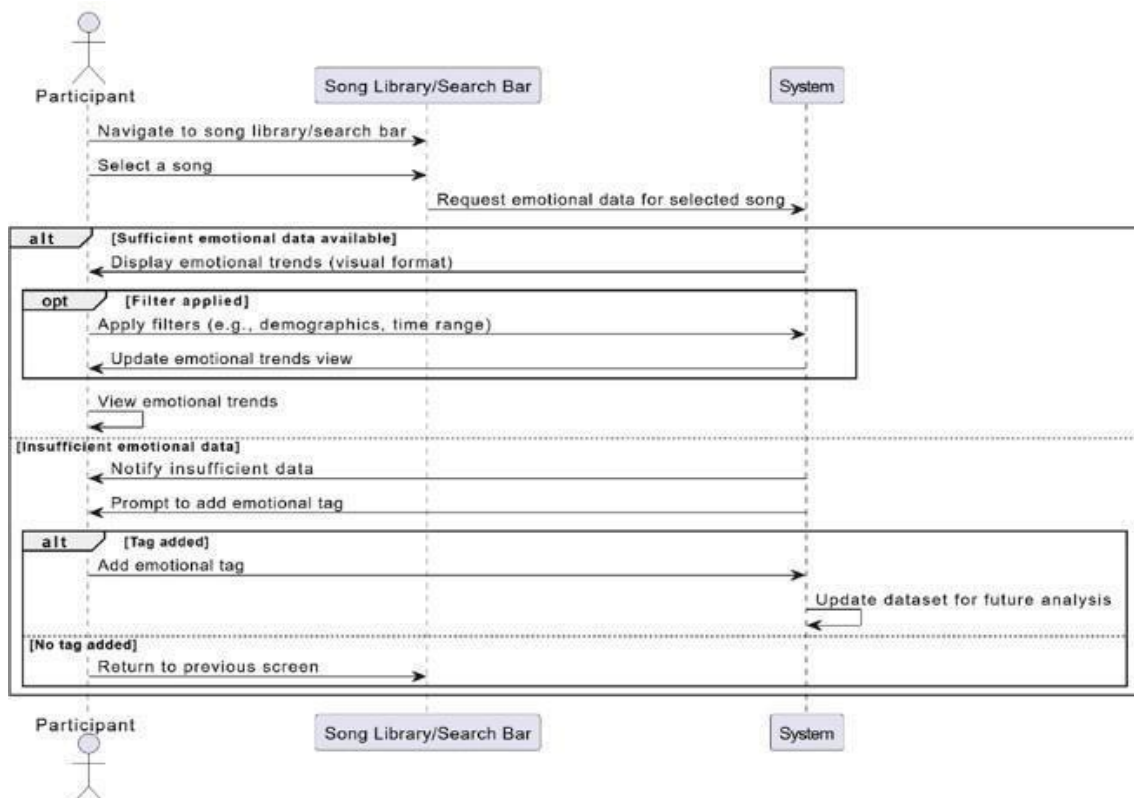 Participant
Song Library/Search Bar
System
Navigate to song library/search bar
Select a song
Request emotional data for selected song
alt
[Sufficient emotional data available]
Display emotional trends (visual format)
opt
[Filter applied]
Apply filters (e.g., demographics, time range)
Update emotional trends view
View emotional trends
[Insufficient emotional data]
Notify insufficient data
Prompt to add emotional tag
alt
[Tag added]
Add emotional tag
Update dataset for future analysis
[No tag added]
Return to previous screen
Participant
Song Library/Search Bar
System